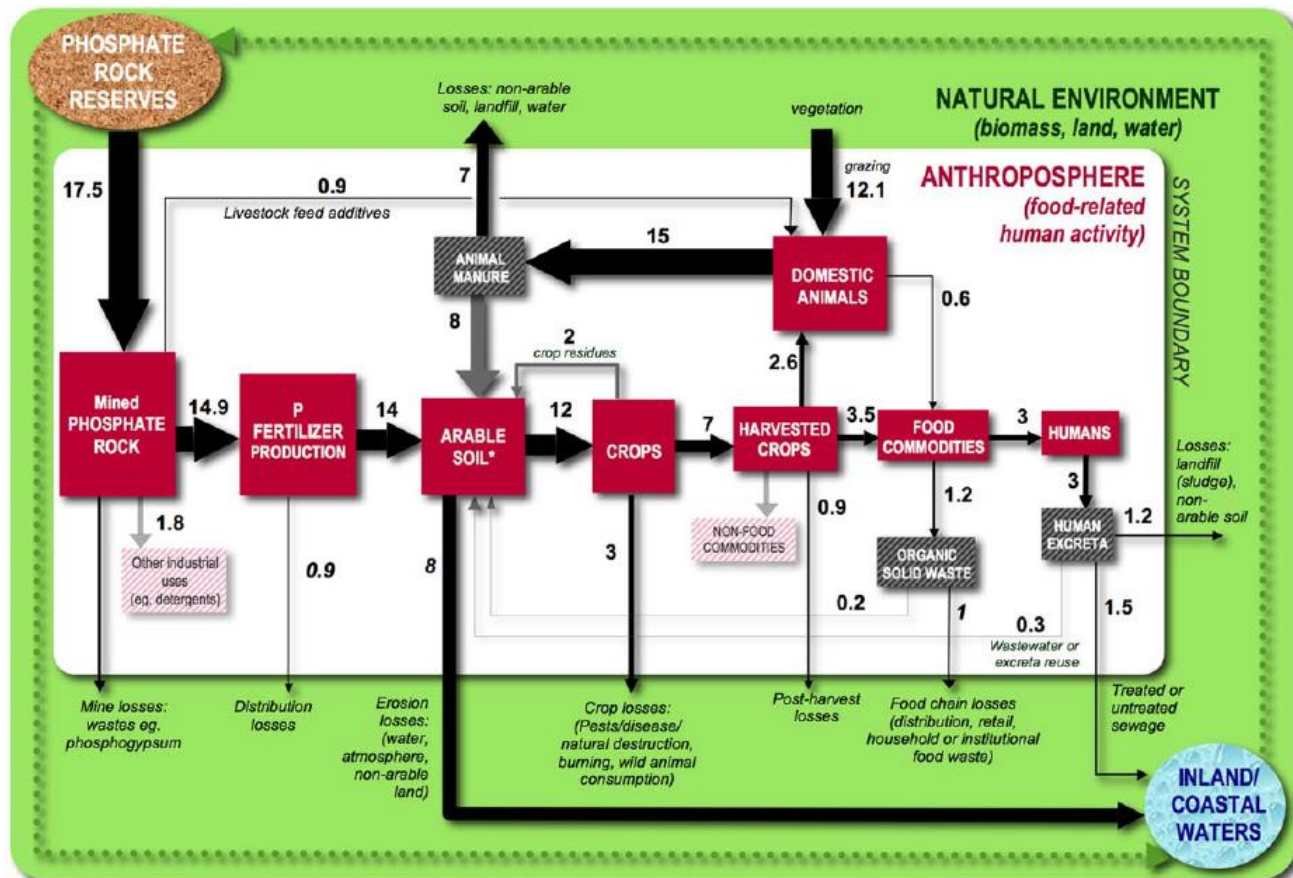 PHOSPHATE
ROCK
RESERVES
Losses: non-arable
soil, landfill, water
vegetation
NATURAL ENVIRONMENT
(biomass, land, water)
17.5
0.9
Livestock feed additives
7
grazing
12.1
ANTHROPOSPHERE
(food-related
human activity)
SYSTEM BOUNDARY
15
ANIMAL
MANURE
DOMESTIC
ANIMALS
0.6
8
2
crop residues
2.6
Mined
PHOSPHATE
ROCK
14.9
P
FERTILIZER
PRODUCTION
14
ARABLE
SOIL*
12
CROPS
7
HARVESTED
CROPS
3.5
FOOD
COMMODITIES
3
HUMANS
Losses:
landfill
(sludge),
non-
arable soil
1.8
Other industrial
uses
(eg. detergents)
0.9
8
3
NON-FOOD
COMMODITIES
0.9
1.2
ORGANIC
SOLID WASTE
3
HUMAN
EXCRETA
1.2
0.2
1
0.3
Wastewater or
excreta reuse
1.5
Mine losses:
wastes eg.
phosphogypsum
Distribution
losses
Erosion
losses:
(water,
atmosphere,
non-arable
land)
Crop losses:
(Pests/disease/
natural destruction,
burning, wild animal
consumption)
Post-harvest
losses
Food chain losses
(distribution, retail,
household or institutional
food waste)
Treated or
untreated
sewage
INLAND/
COASTAL
WATERS